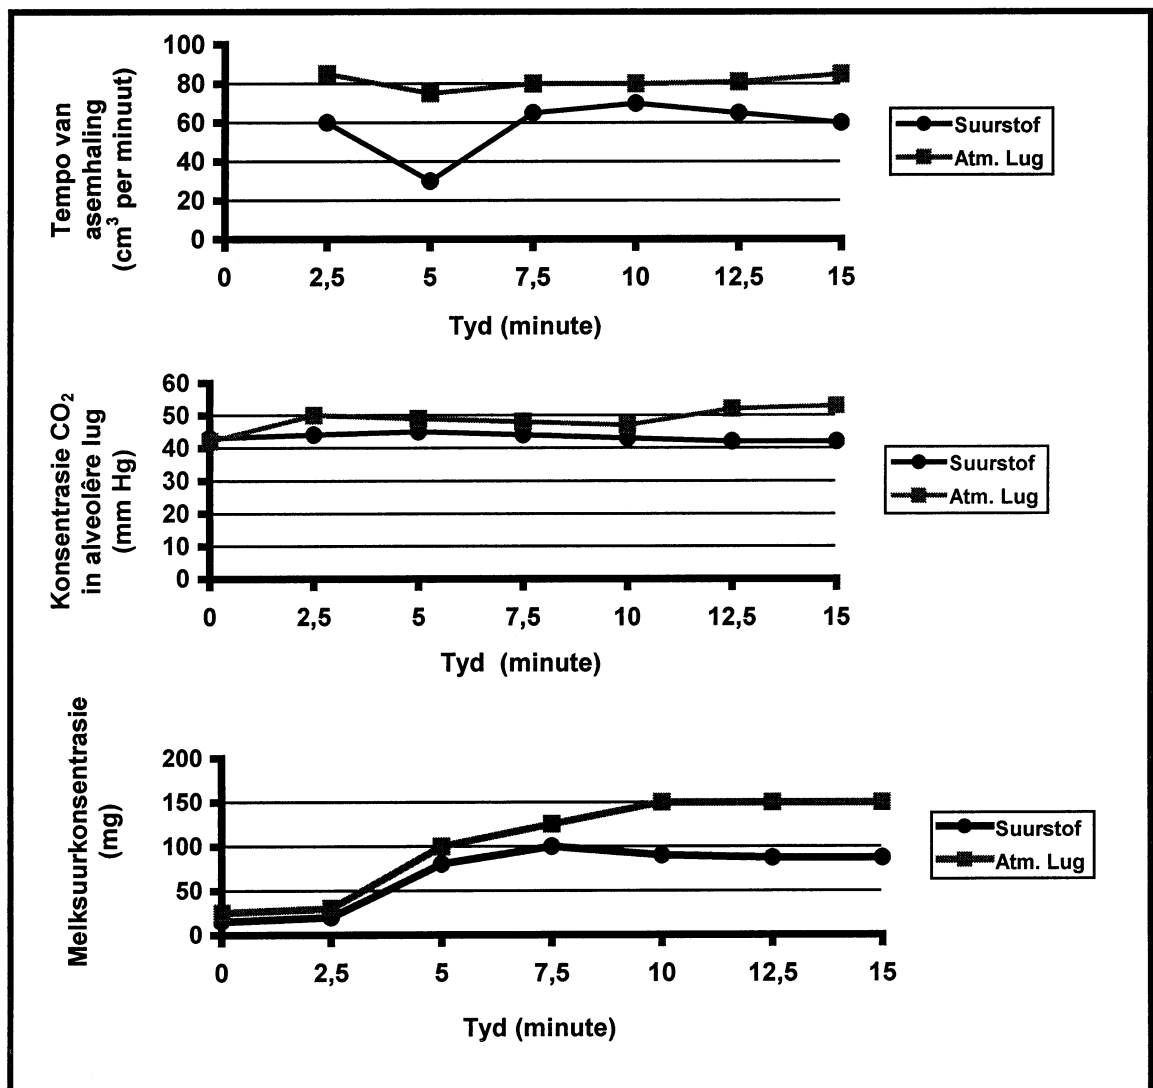 Tempo van
asemhaling
(cm³ per minuut)
100
80
60
40
20
0
0 2,5 5 7,5 10 12,5 15
Tyd (minute)
Suurstof
Atm. Lug
Konsentrasie CO₂
in alveolêre lug
(mm Hg)
60
50
40
30
20
10
0
0 2,5 5 7,5 10 12,5 15
Tyd (minute)
Suurstof
Atm. Lug
Melksuurkonsentrasie
(mg)
200
150
100
50
0
0 2,5 5 7,5 10 12,5 15
Tyd (minute)
Suurstof
Atm. Lug